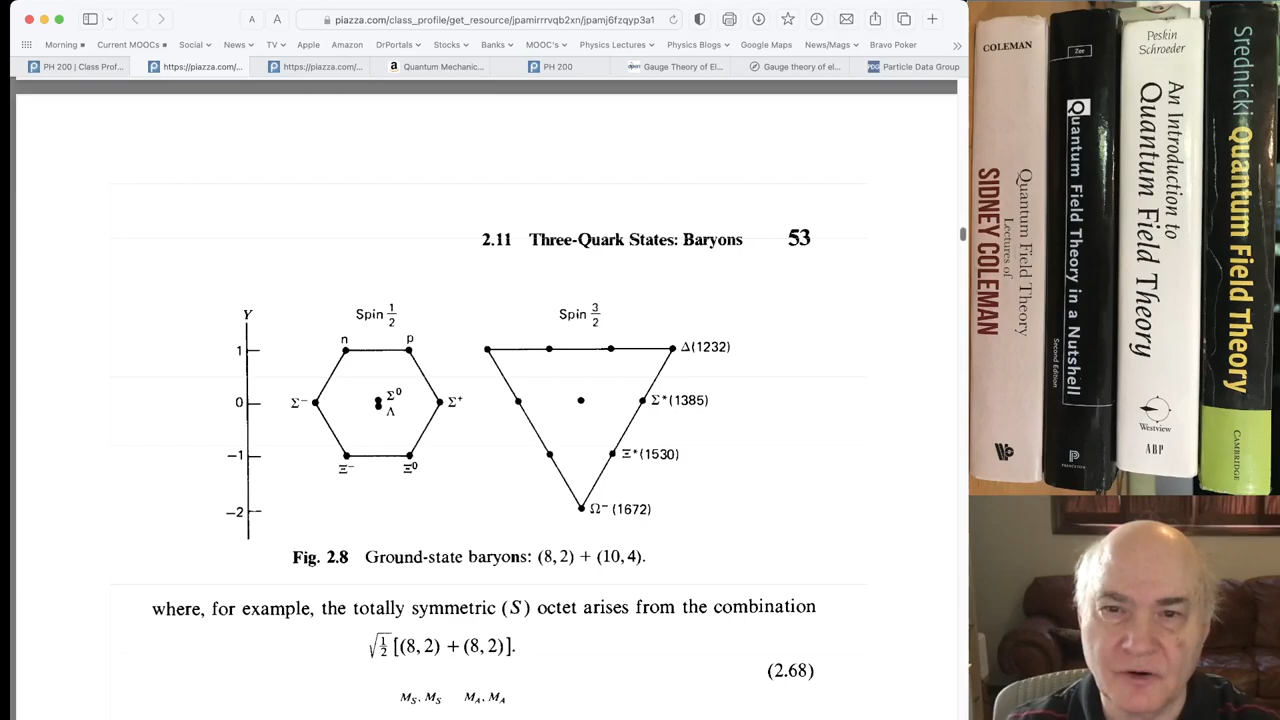 piazza.com/class_profile/get_resource/jpamirrrvqb2xn/jpamj6fzqyp3a1
Morning Current MOOCs Social News TV Apple Amazon DrPortals Stocks Banks MOOC's Physics Lectures Physics Blogs Google Maps News/Mags Bravo Poker
PH 200 | Class Prof... https://piazza.com/... https://piazza.com/... Quantum Mechanic... PH 200 Gauge Theory of El... Gauge theory of el... Particle Data Group
2.11 Three-Quark States: Baryons 53
Y
Spin 1/2
Spin 3/2
n p
1
Δ(1232)
Σ⁰
0
Σ⁻
Λ
Σ⁺
Σ*(1385)
-1
Ξ⁻ Ξ⁰
Ξ*(1530)
-2
Ω⁻(1672)
Fig. 2.8 Ground-state baryons: (8, 2) + (10, 4).
where, for example, the totally symmetric (S) octet arises from the combination
√1/2 [(8, 2) + (8, 2)].
(2.68)
M_S, M_S M_A, M_A
COLEMAN
Quantum Field Theory
Lectures of
SIDNEY COLEMAN
Zee
Quantum Field Theory in a Nutshell
Second Edition
PRINCETON
Peskin
Schroeder
An Introduction to
Quantum Field Theory
Westview
ABP
Srednicki Quantum Field Theory
CAMBRIDGE